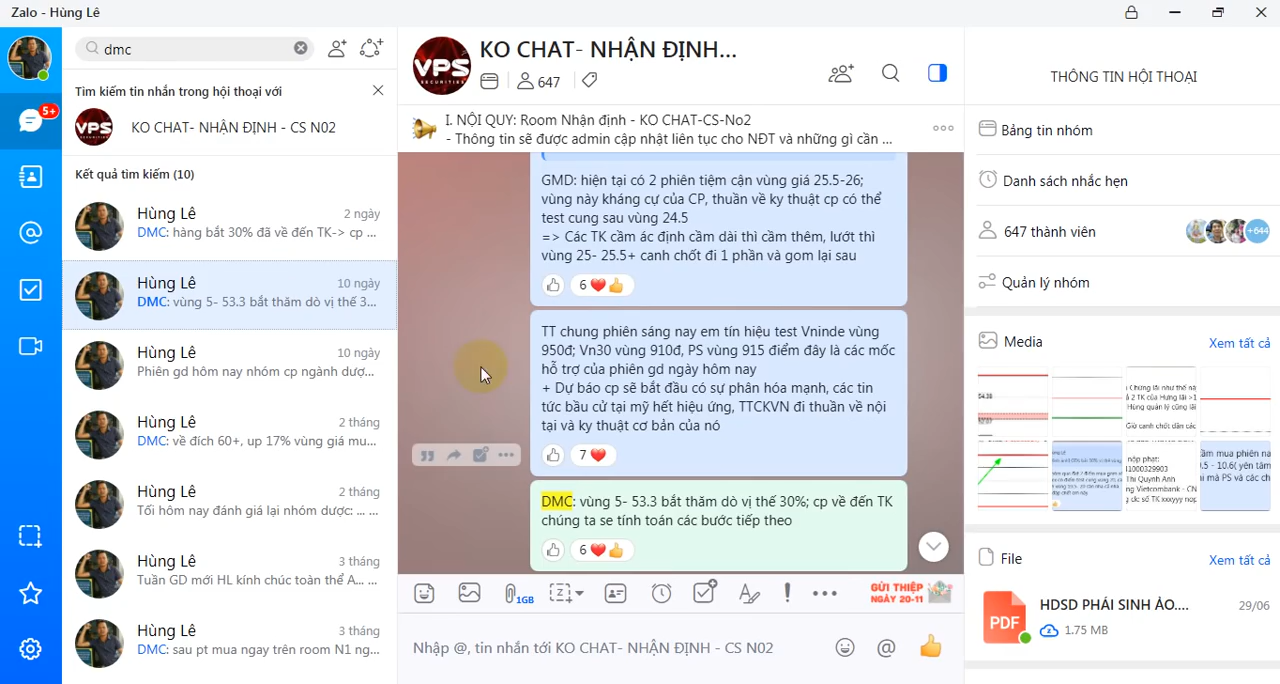 Zalo - Hùng Lê
dmc
Tìm kiếm tin nhắn trong hội thoại với
VPS
KO CHAT- NHẬN ĐỊNH - CS N02
5+
Kết quả tìm kiếm (10)
Hùng Lê
2 ngày
DMC: hàng bắt 30% đã về đến TK-> cp ...
Hùng Lê
10 ngày
DMC: vùng 5- 53.3 bắt thăm dò vị thế 3...
Hùng Lê
10 ngày
Phiên gd hôm nay nhóm cp ngành dượ...
Hùng Lê
2 tháng
DMC: về đích 60+, up 17% vùng giá mu...
Hùng Lê
2 tháng
Tối hôm nay đánh giá lại nhóm dược: ... ...
Hùng Lê
3 tháng
Tuần GD mới HL kính chúc toàn thể A... ...
Hùng Lê
3 tháng
DMC: sau pt mua ngay trên room N1 ng...
VPS
SECURITIES
KO CHAT- NHẬN ĐỊNH...
647
I. NỘI QUY: Room Nhận định - KO CHAT-CS-No2
- Thông tin sẽ được admin cập nhật liên tục cho NĐT và những gì cần ...
GMD: hiện tại có 2 phiên tiệm cận vùng giá 25.5-26;
vùng này kháng cự của CP, thuần về ky thuật cp có thể
test cung sau vùng 24.5
=> Các TK cầm ác định cầm dài thì cầm thêm, lướt thì
vùng 25- 25.5+ canh chốt đi 1 phần và gom lại sau
6
TT chung phiên sáng nay em tín hiệu test Vninde vùng
950đ; Vn30 vùng 910đ, PS vùng 915 điểm đây là các mốc
hỗ trợ của phiên gd ngày hôm nay
+ Dự báo cp sẽ bắt đầu có sự phân hóa mạnh, các tin
tức bầu cử tại mỹ hết hiệu ứng, TTCKVN đi thuần về nội
tại và ky thuật cơ bản của nó
7
DMC: vùng 5- 53.3 bắt thăm dò vị thế 30%; cp về đến TK
chúng ta se tính toán các bước tiếp theo
6
1GB
GỬI THIỆP
NGÀY 20-11
Nhập @, tin nhắn tới KO CHAT- NHẬN ĐỊNH - CS N02
THÔNG TIN HỘI THOẠI
Bảng tin nhóm
Danh sách nhắc hẹn
647 thành viên
+644
Quản lý nhóm
Media
Xem tất cả
File
Xem tất cả
PDF
HDSD PHÁI SINH ẢO....
29/06
1.75 MB